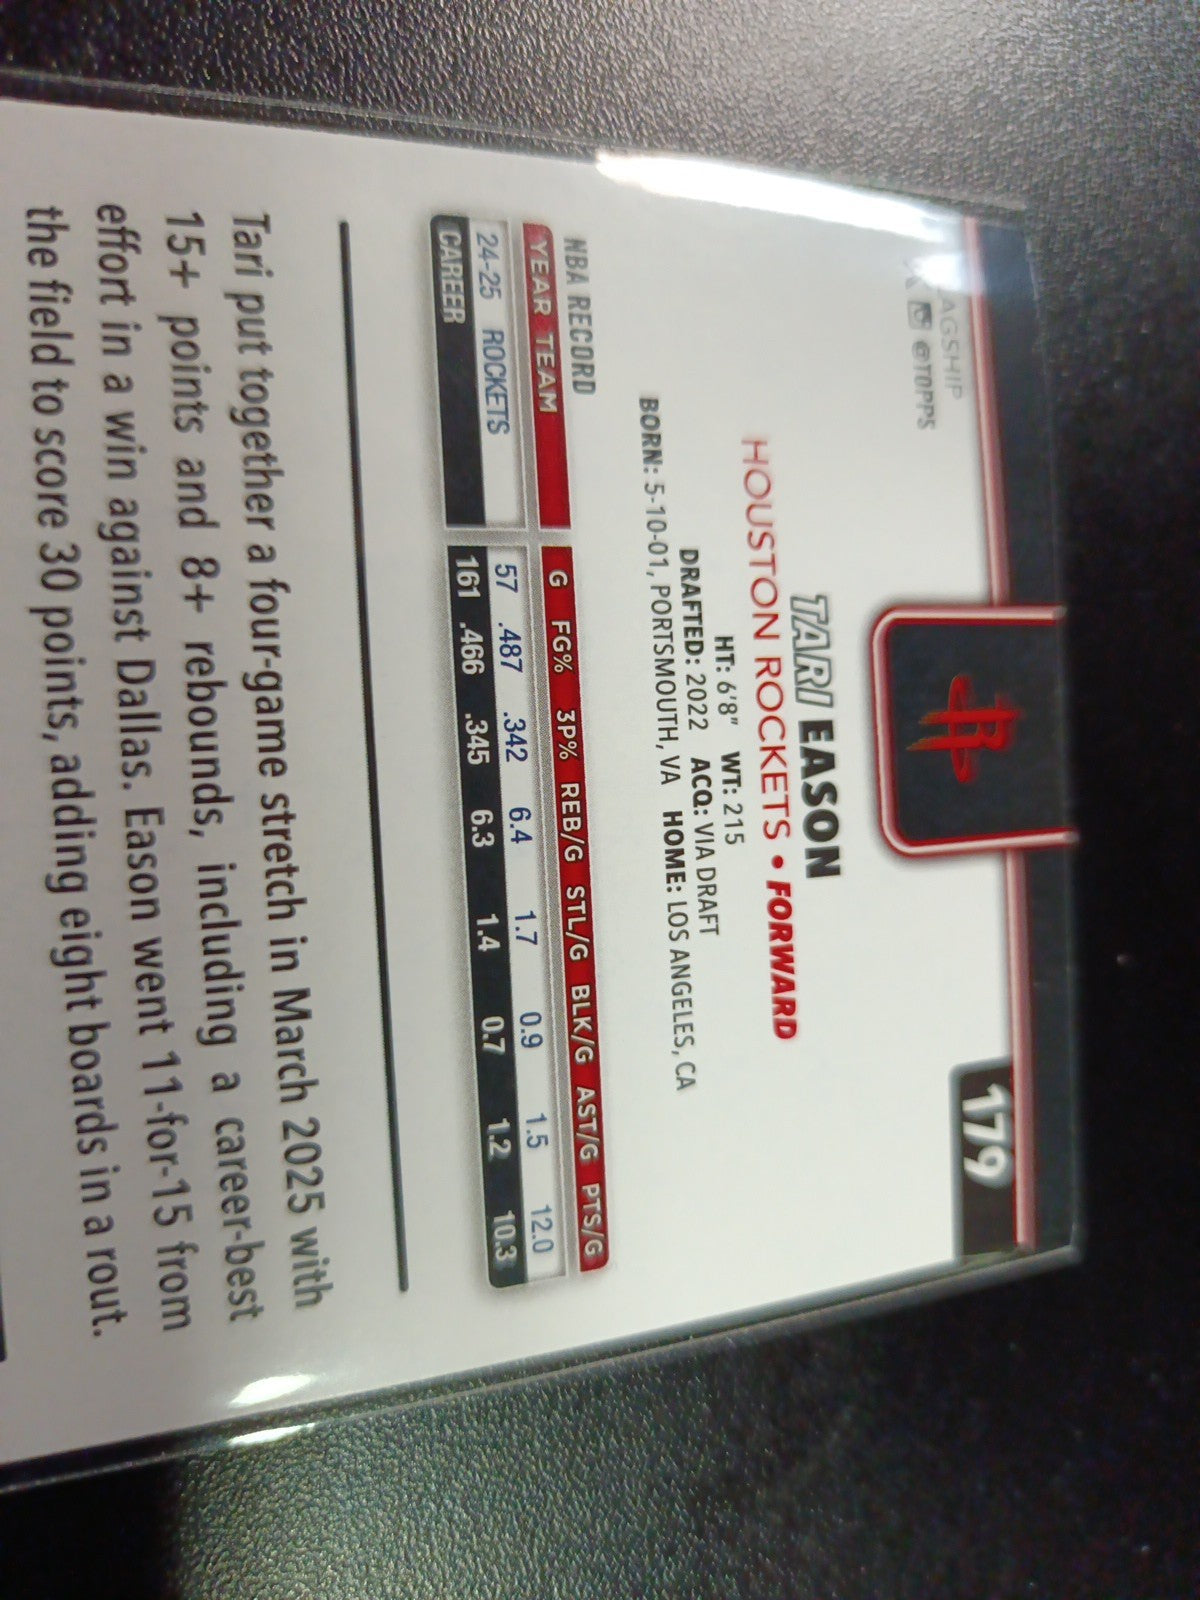 AGSHIP
@TOPPS
179
TARI EASON
HOUSTON ROCKETS • FORWARD
HT: 6'8" WT: 215
DRAFTED: 2022 ACQ: VIA DRAFT
BORN: 5-10-01, PORTSMOUTH, VA HOME: LOS ANGELES, CA
NBA RECORD
YEAR TEAM G FG% 3P% REB/G STL/G BLK/G AST/G PTS/G
24-25 ROCKETS 57 .487 .342 6.4 1.7 0.9 1.5 12.0
CAREER 161 .466 .345 6.3 1.4 0.7 1.2 10.3
Tari put together a four-game stretch in March 2025 with
15+ points and 8+ rebounds, including a career-best
effort in a win against Dallas. Eason went 11-for-15 from
the field to score 30 points, adding eight boards in a rout.